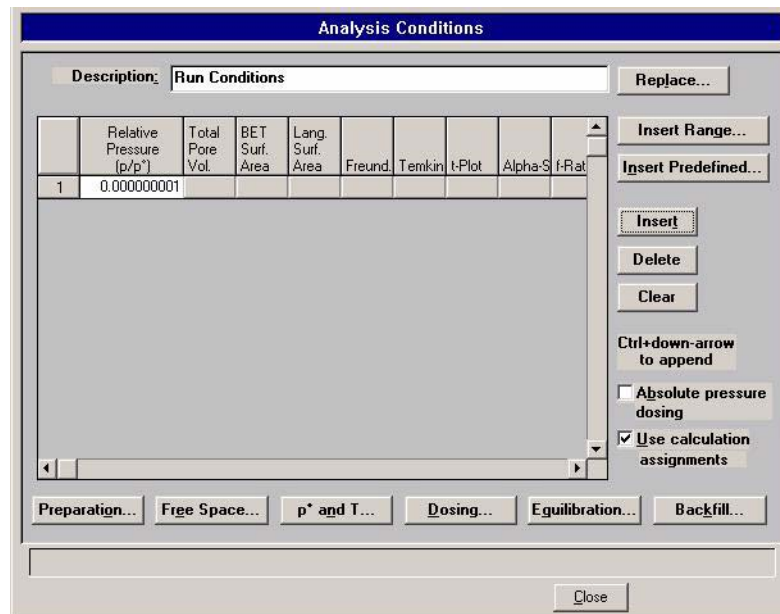 Analysis Conditions
Description: Run Conditions
Replace...
Relative Pressure (p/p°)
Total Pore Vol.
BET Surf. Area
Lang. Surf. Area
Freund.
Temkin
t-Plot
Alpha-S
f-Rat
1 0.000000001
Insert Range...
Insert Predefined...
Insert
Delete
Clear
Ctrl+down-arrow
to append
Absolute pressure
dosing
Use calculation
assignments
Preparation... Free Space... p° and T... Dosing... Equilibration... Backfill...
Close